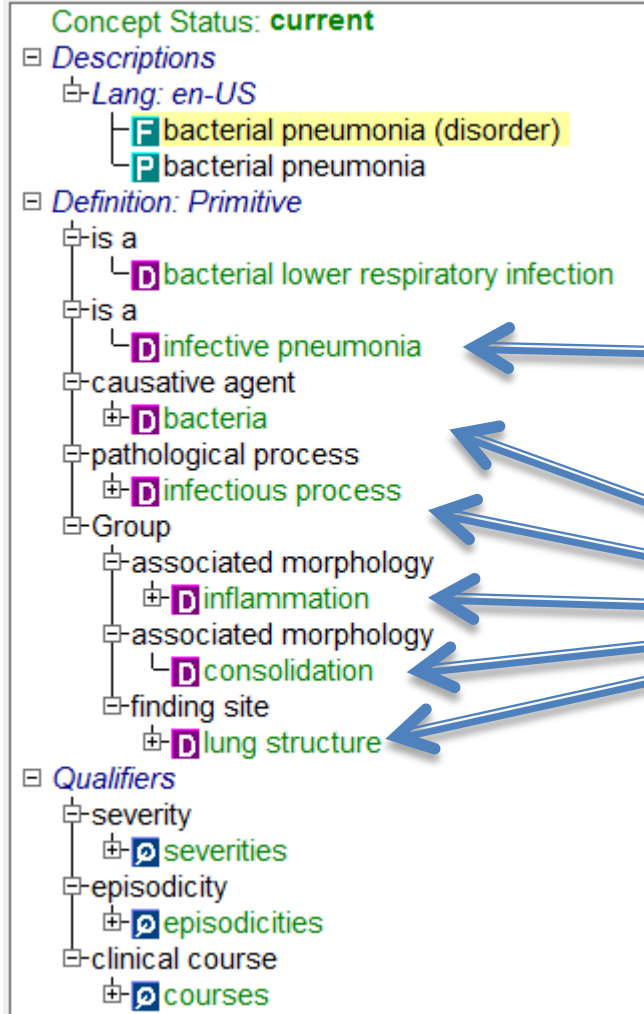 Concept Status: current
Descriptions
Lang: en-US
F bacterial pneumonia (disorder)
P bacterial pneumonia
Definition: Primitive
is a
D bacterial lower respiratory infection
is a
D infective pneumonia
causative agent
D bacteria
pathological process
D infectious process
Group
associated morphology
D inflammation
associated morphology
D consolidation
finding site
D lung structure
Qualifiers
severity
severities
episodicity
episodicities
clinical course
courses